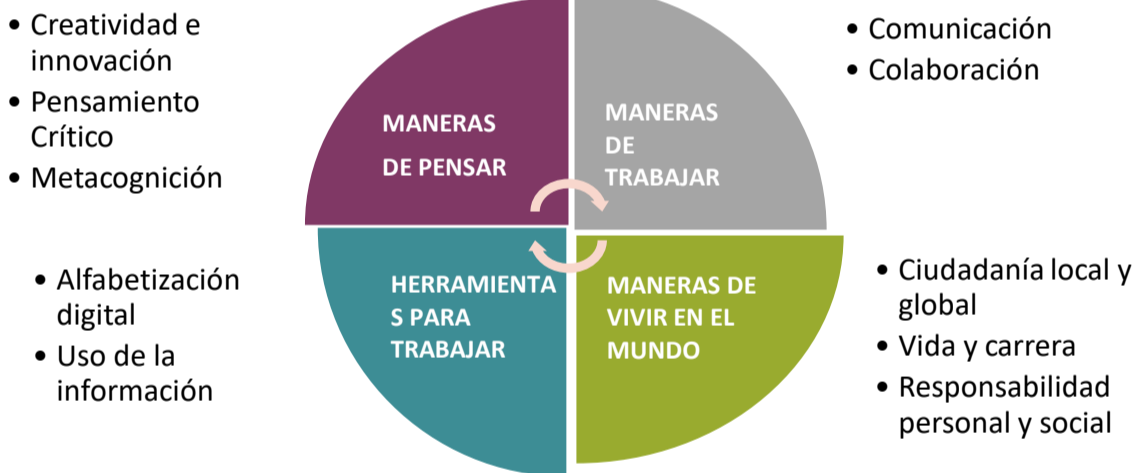 • Creatividad e
innovación
• Pensamiento
Crítico
• Metacognición
MANERAS
DE PENSAR
MANERAS
DE
TRABAJAR
• Comunicación
• Colaboración
• Alfabetización
digital
• Uso de la
información
HERRAMIENTA
S PARA
TRABAJAR
MANERAS DE
VIVIR EN EL
MUNDO
• Ciudadanía local y
global
• Vida y carrera
• Responsabilidad
personal y social